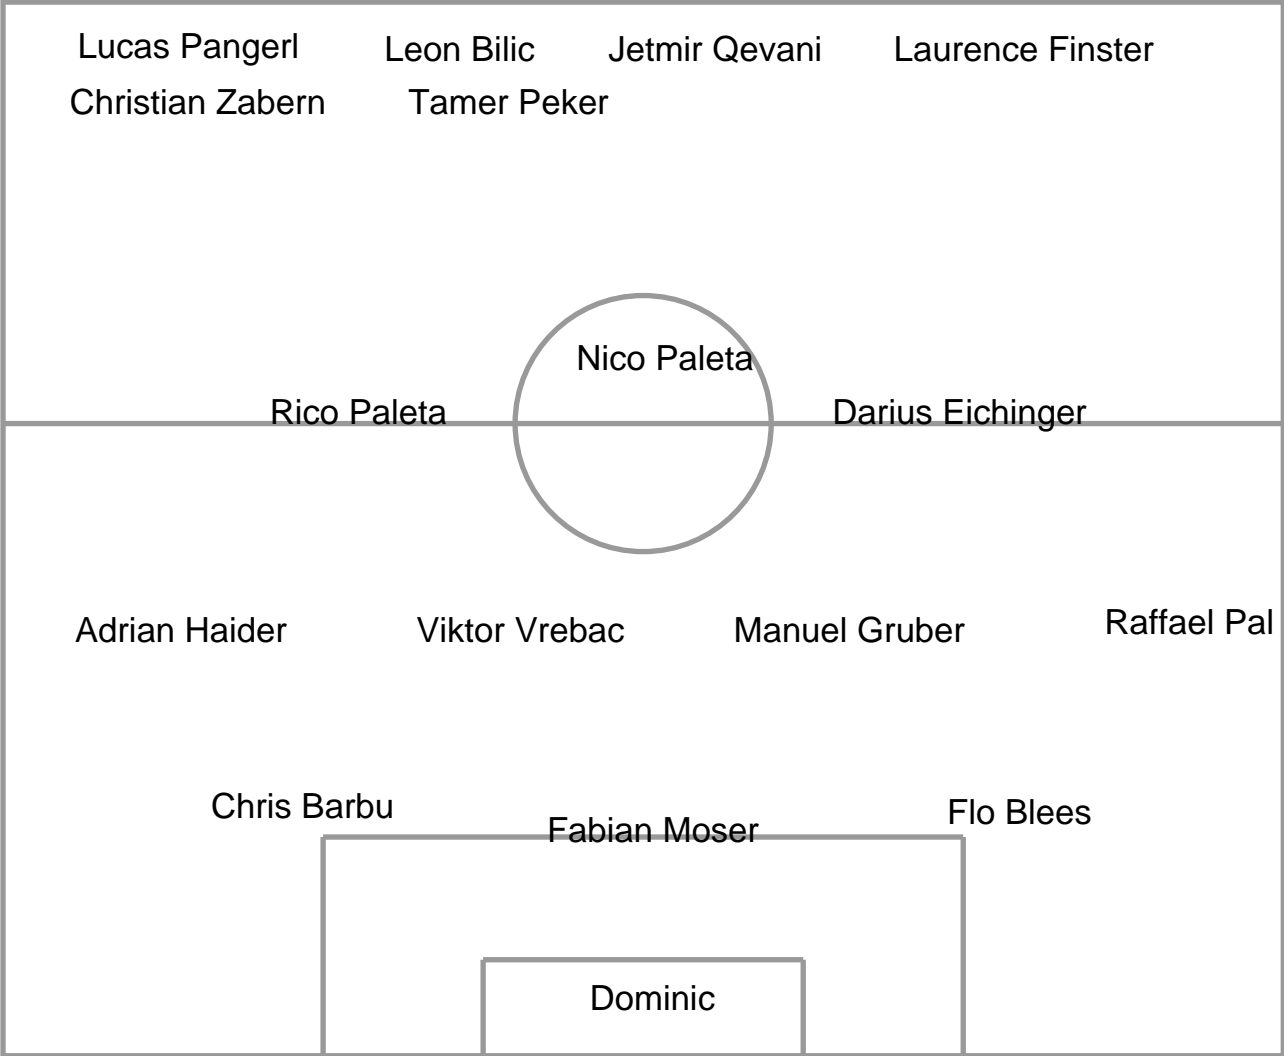 Lucas Pangerl Leon Bilic Jetmir Qevani Laurence Finster
Christian Zabern Tamer Peker
Nico Paleta
Rico Paleta Darius Eichinger
Adrian Haider Viktor Vrebac Manuel Gruber Raffael Pal
Chris Barbu Fabian Moser Flo Blees
Dominic